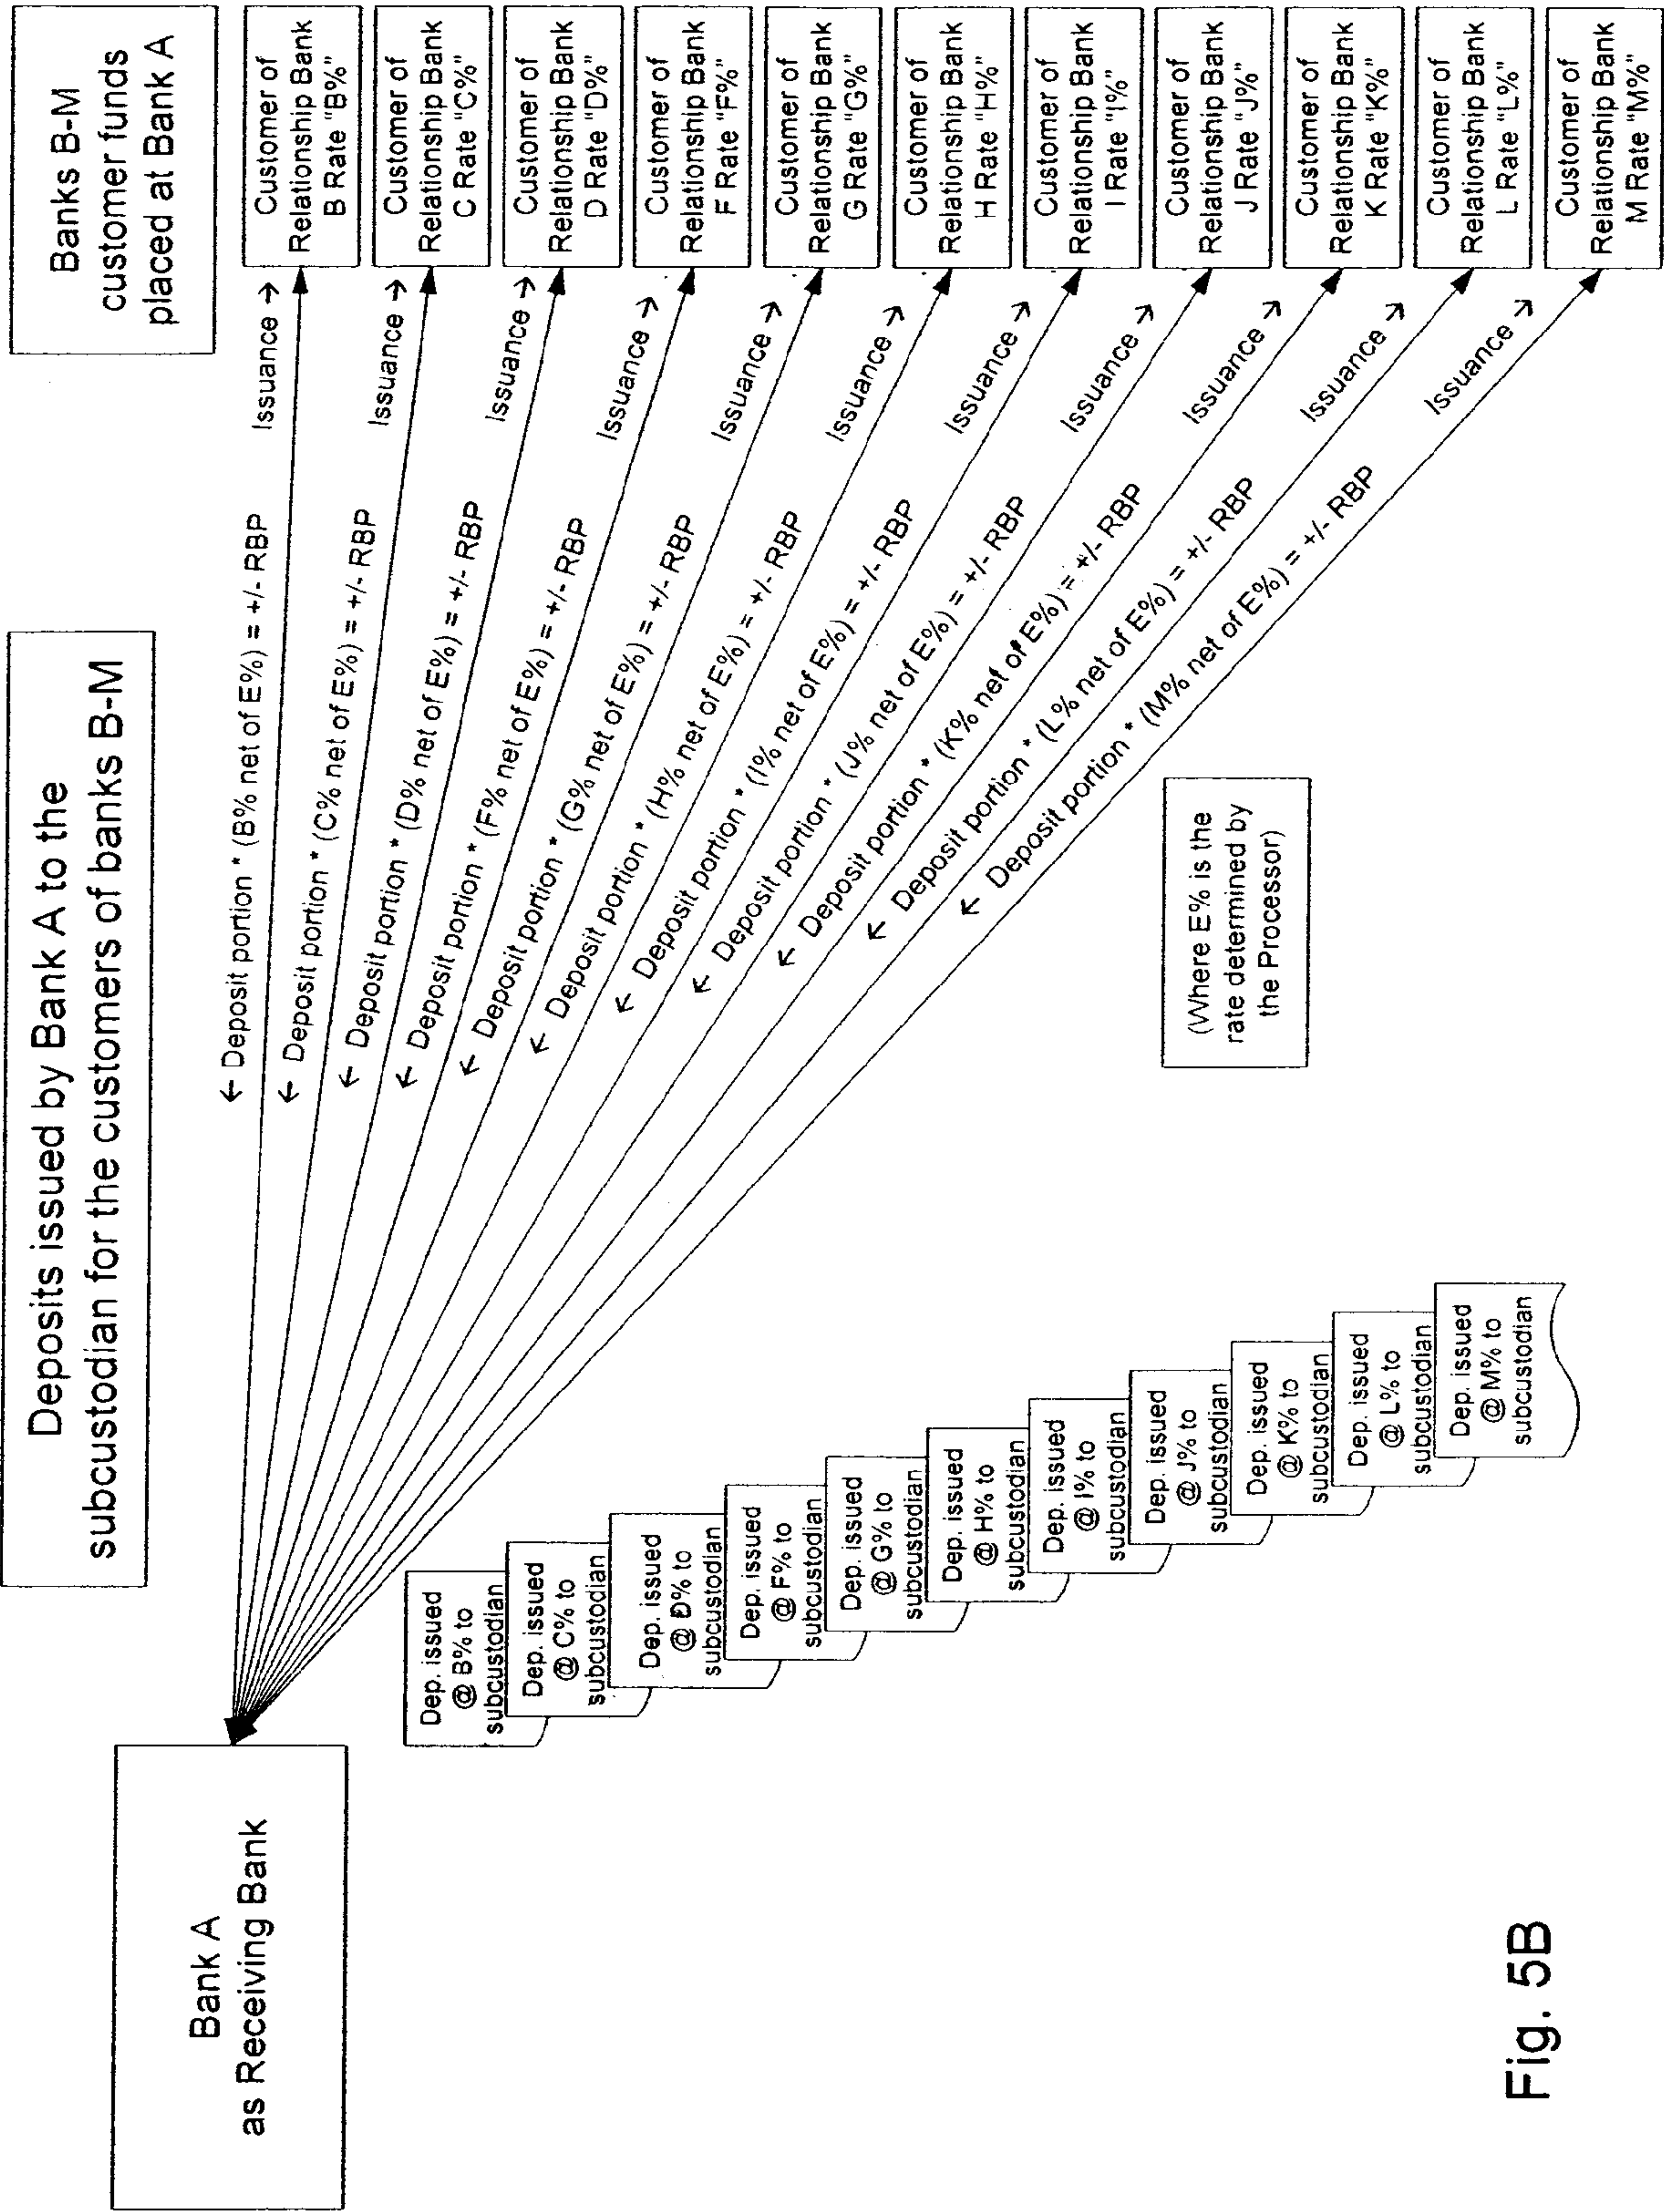 Deposits issued by Bank A to the
subcustodian for the customers of banks B-M
Banks B-M
customer funds
placed at Bank A
Bank A
as Receiving Bank
← Deposit portion * (B% net of E%) = +/- RBP
Issuance →
Customer of
Relationship Bank
B Rate "B%"
← Deposit portion * (C% net of E%) = +/- RBP
Issuance →
Customer of
Relationship Bank
C Rate "C%"
← Deposit portion * (D% net of E%) = +/- RBP
Issuance →
Customer of
Relationship Bank
D Rate "D%"
← Deposit portion * (F% net of E%) = +/- RBP
Issuance →
Customer of
Relationship Bank
F Rate "F%"
← Deposit portion * (G% net of E%) = +/- RBP
Issuance →
Customer of
Relationship Bank
G Rate "G%"
← Deposit portion * (H% net of E%) = +/- RBP
Issuance →
Customer of
Relationship Bank
H Rate "H%"
← Deposit portion * (I% net of E%) = +/- RBP
Issuance →
Customer of
Relationship Bank
I Rate "I%"
← Deposit portion * (J% net of E%) = +/- RBP
Issuance →
Customer of
Relationship Bank
J Rate "J%"
← Deposit portion * (K% net of E%) = +/- RBP
Issuance →
Customer of
Relationship Bank
K Rate "K%"
← Deposit portion * (L% net of E%) = +/- RBP
Issuance →
Customer of
Relationship Bank
L Rate "L%"
← Deposit portion * (M% net of E%) = +/- RBP
Issuance →
Customer of
Relationship Bank
M Rate "M%"
Dep. issued
@ B% to
subcustodian
Dep. issued
@ C% to
subcustodian
Dep. issued
@ D% to
subcustodian
Dep. issued
@ F% to
subcustodian
Dep. issued
@ G% to
subcustodian
Dep. issued
@ H% to
subcustodian
Dep. issued
@ I% to
subcustodian
Dep. issued
@ J% to
subcustodian
Dep. issued
@ K% to
subcustodian
Dep. issued
@ L% to
subcustodian
Dep. issued
@ M% to
subcustodian
(Where E% is the
rate determined by
the Processor)
Fig. 5B